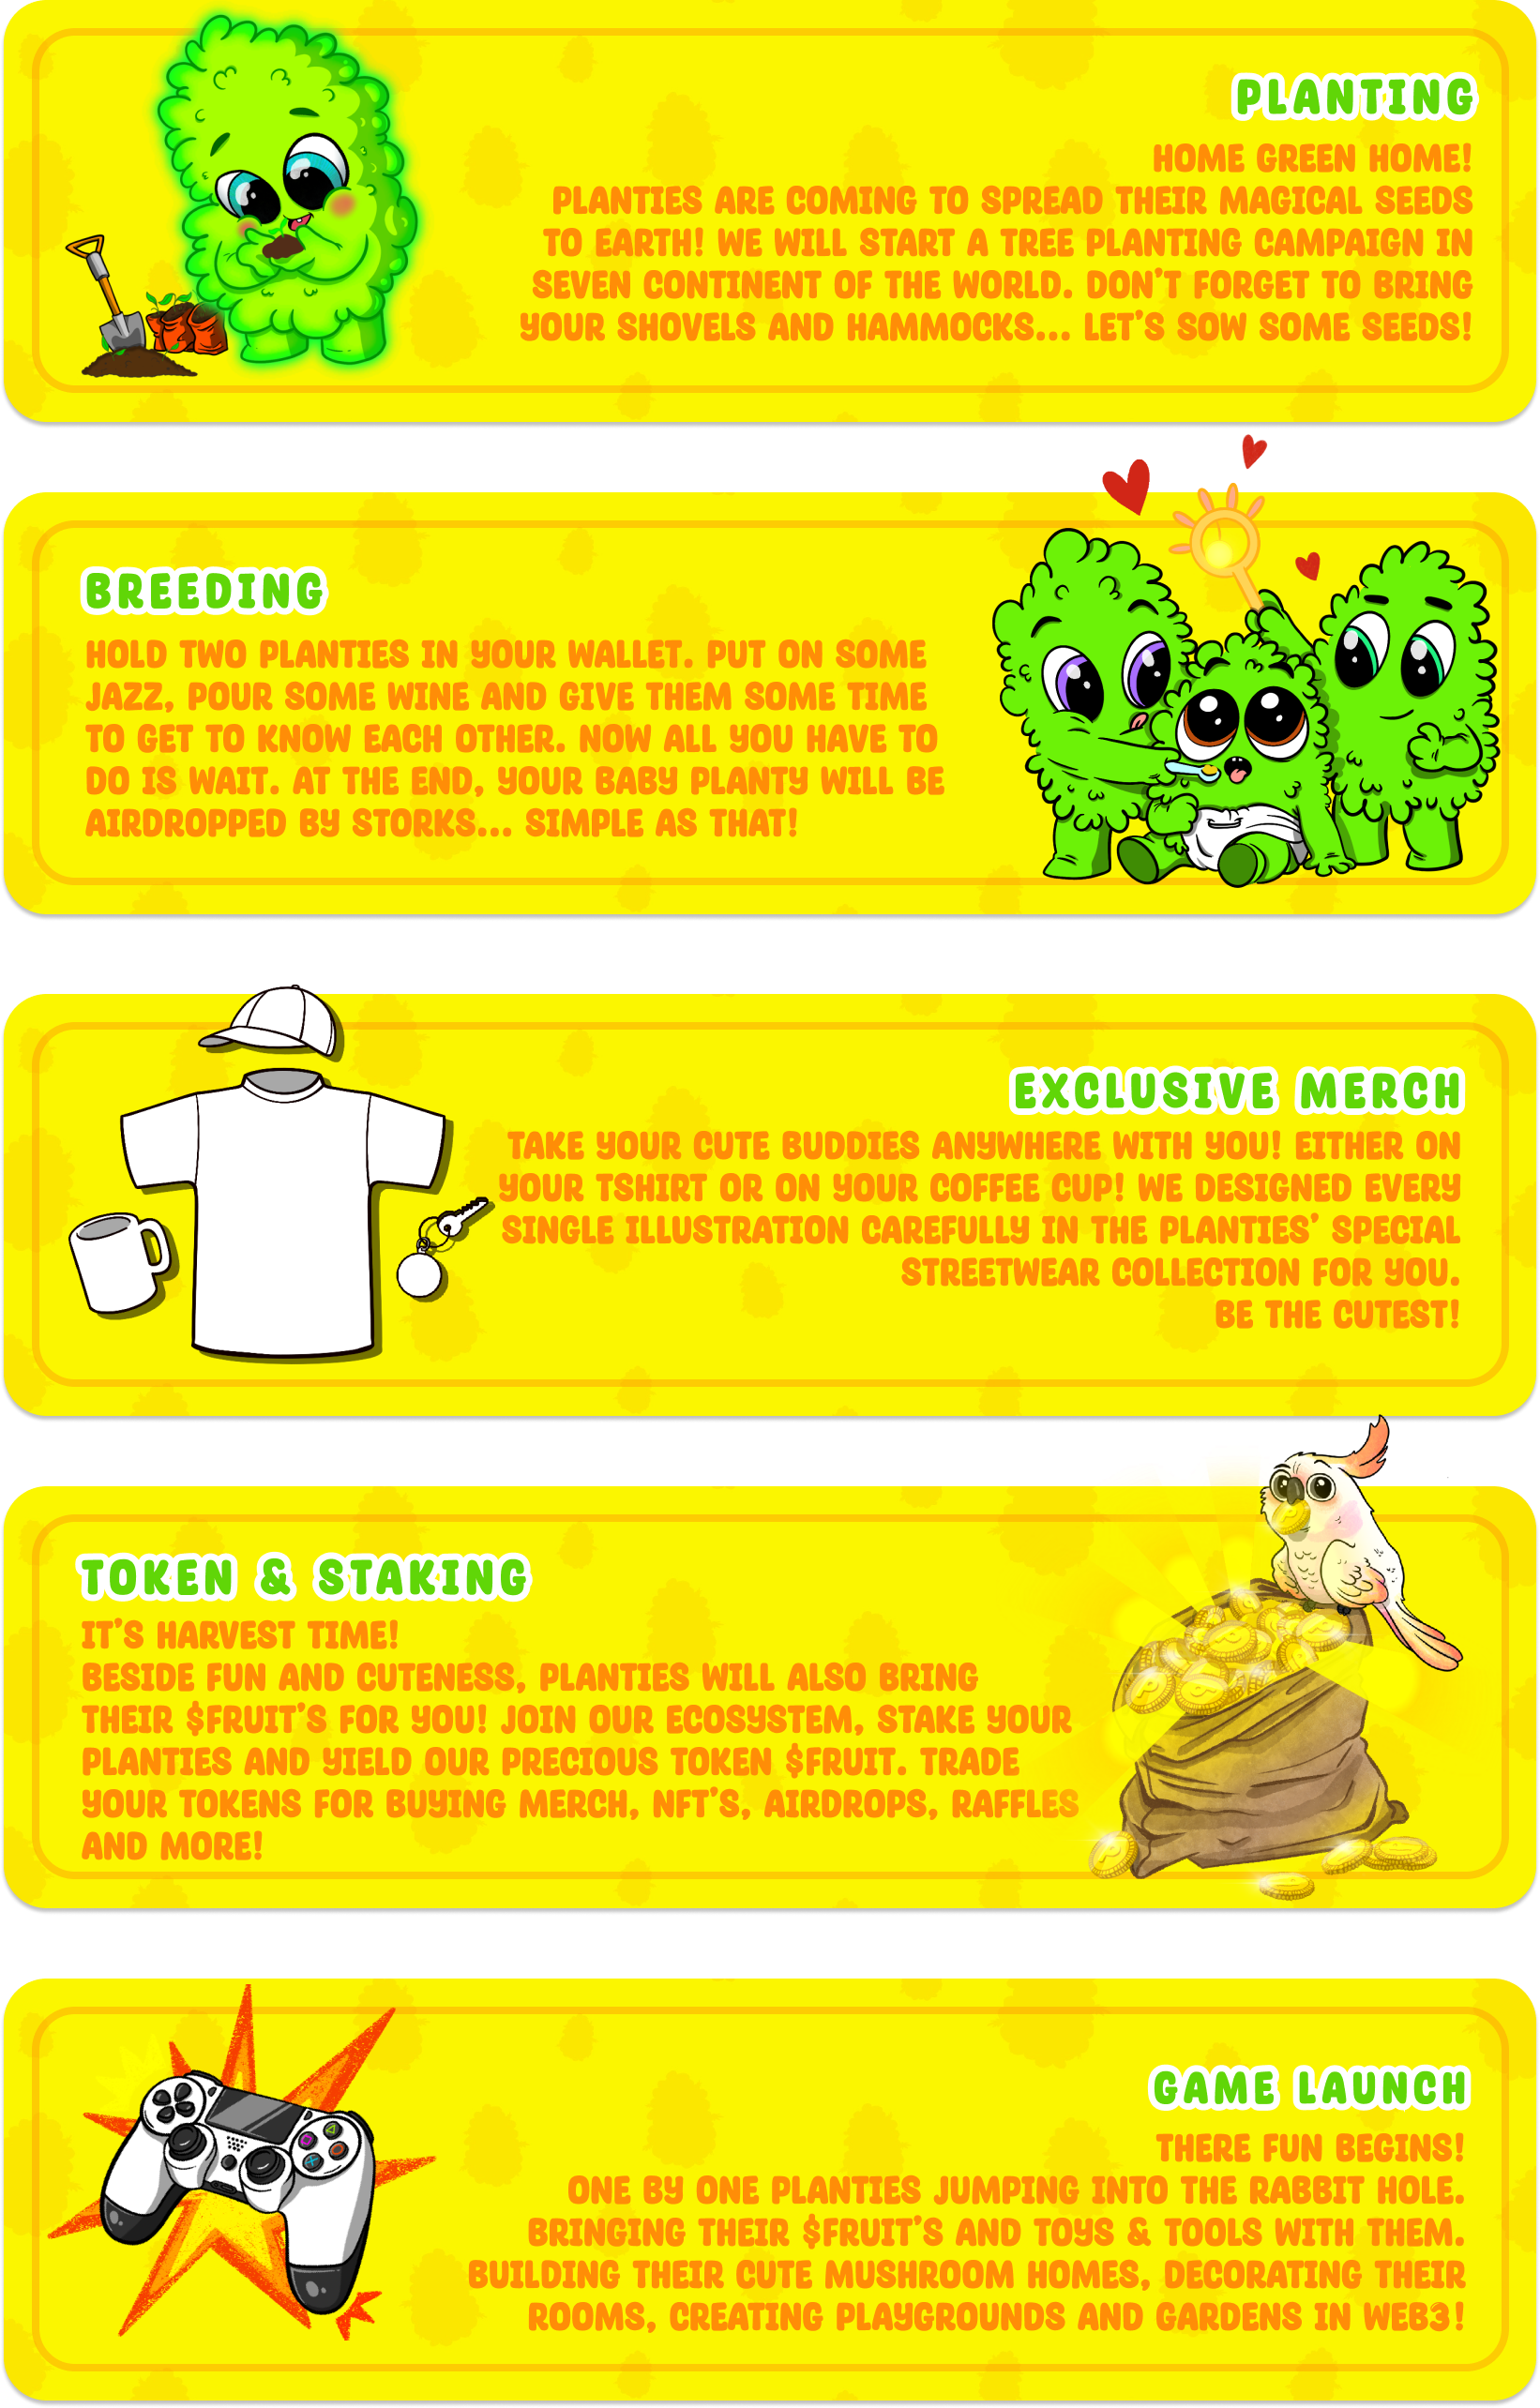 PLANTING
HOME GREEN HOME!
PLANTIES ARE COMING TO SPREAD THEIR MAGICAL SEEDS
TO EARTH! WE WILL START A TREE PLANTING CAMPAIGN IN
SEVEN CONTINENT OF THE WORLD. DON'T FORGET TO BRING
YOUR SHOVELS AND HAMMOCKS... LET'S SOW SOME SEEDS!
BREEDING
HOLD TWO PLANTIES IN YOUR WALLET. PUT ON SOME
JAZZ, POUR SOME WINE AND GIVE THEM SOME TIME
TO GET TO KNOW EACH OTHER. NOW ALL YOU HAVE TO
DO IS WAIT. AT THE END, YOUR BABY PLANTY WILL BE
AIRDROPPED BY STORKS... SIMPLE AS THAT!
EXCLUSIVE MERCH
TAKE YOUR CUTE BUDDIES ANYWHERE WITH YOU! EITHER ON
YOUR TSHIRT OR ON YOUR COFFEE CUP! WE DESIGNED EVERY
SINGLE ILLUSTRATION CAREFULLY IN THE PLANTIES' SPECIAL
STREETWEAR COLLECTION FOR YOU.
BE THE CUTEST!
TOKEN & STAKING
IT'S HARVEST TIME!
BESIDE FUN AND CUTENESS, PLANTIES WILL ALSO BRING
THEIR $FRUIT'S FOR YOU! JOIN OUR ECOSYSTEM, STAKE YOUR
PLANTIES AND YIELD OUR PRECIOUS TOKEN $FRUIT. TRADE
YOUR TOKENS FOR BUYING MERCH, NFT'S, AIRDROPS, RAFFLES
AND MORE!
GAME LAUNCH
THERE FUN BEGINS!
ONE BY ONE PLANTIES JUMPING INTO THE RABBIT HOLE.
BRINGING THEIR $FRUIT'S AND TOYS & TOOLS WITH THEM.
BUILDING THEIR CUTE MUSHROOM HOMES, DECORATING THEIR
ROOMS, CREATING PLAYGROUNDS AND GARDENS IN WEB3!